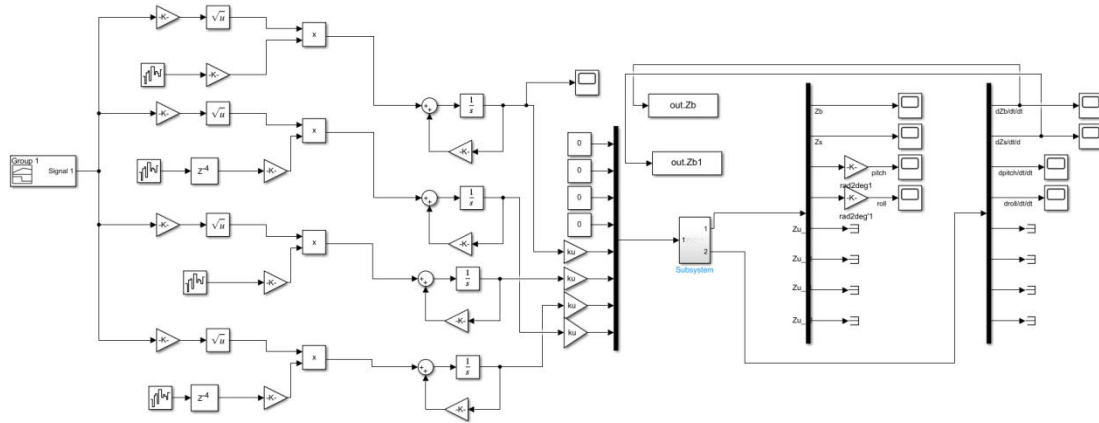 -K-
√u
x
-K-
1
s
-K-
√u
x
z-4
-K-
Group 1
Signal 1
-K-
√u
x
-K-
-K-
√u
x
z-4
-K-
+
+
1
s
-K-
+
+
1
s
-K-
+
+
1
s
-K-
+
+
1
s
-K-
0
0
0
0
ku
ku
ku
ku
out.Zb
out.Zb1
1
1
2
Subsystem
Zb
Zs
-K-
pitch
rad2deg1
-K-
roll
rad2deg'1
Zu_
Zu_
Zu_
Zu_
dZb/dt/dt
dZs/dt/d
dpitch/dt/dt
droll/dt/dt